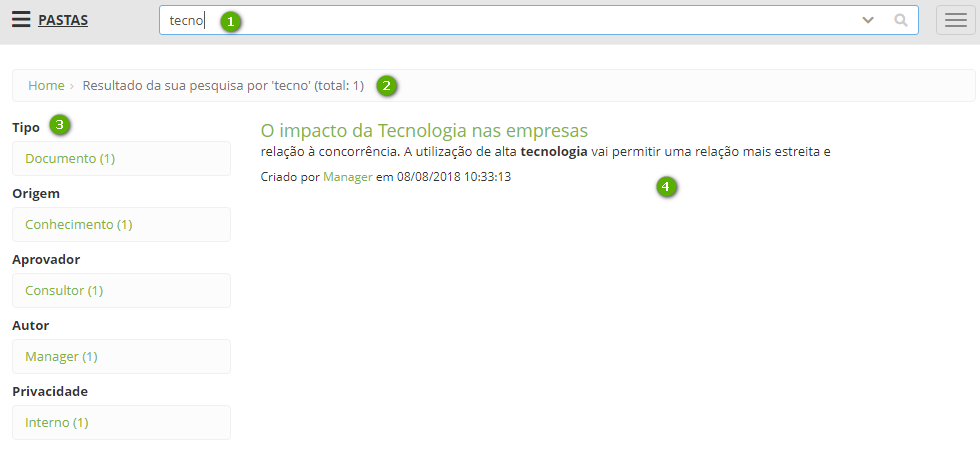 PASTAS
tecno 1
Home › Resultado da sua pesquisa por 'tecno' (total: 1) 2
Tipo 3
Documento (1)
Origem
Conhecimento (1)
Aprovador
Consultor (1)
Autor
Manager (1)
Privacidade
Interno (1)
O impacto da Tecnologia nas empresas
relação à concorrência. A utilização de alta tecnologia vai permitir uma relação mais estreita e
Criado por Manager em 08/08/2018 10:33:13
4